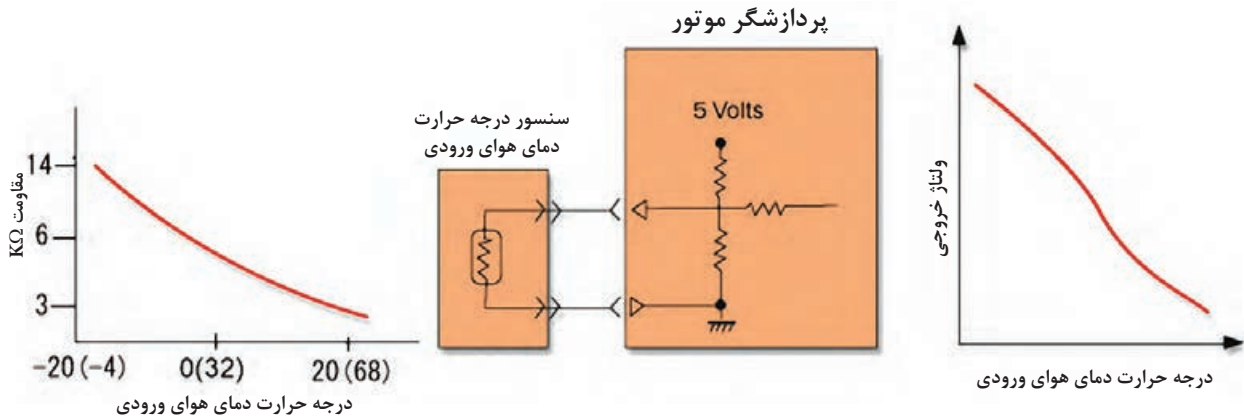 پردازشگر موتور
5 Volts
سنسور درجه حرارت
دمای هوای ورودی
مقاومت KΩ
14
6
3
-20(-4)
0(32)
20(68)
درجه حرارت دمای هوای ورودی
ولتاژ خروجی
درجه حرارت دمای هوای ورودی